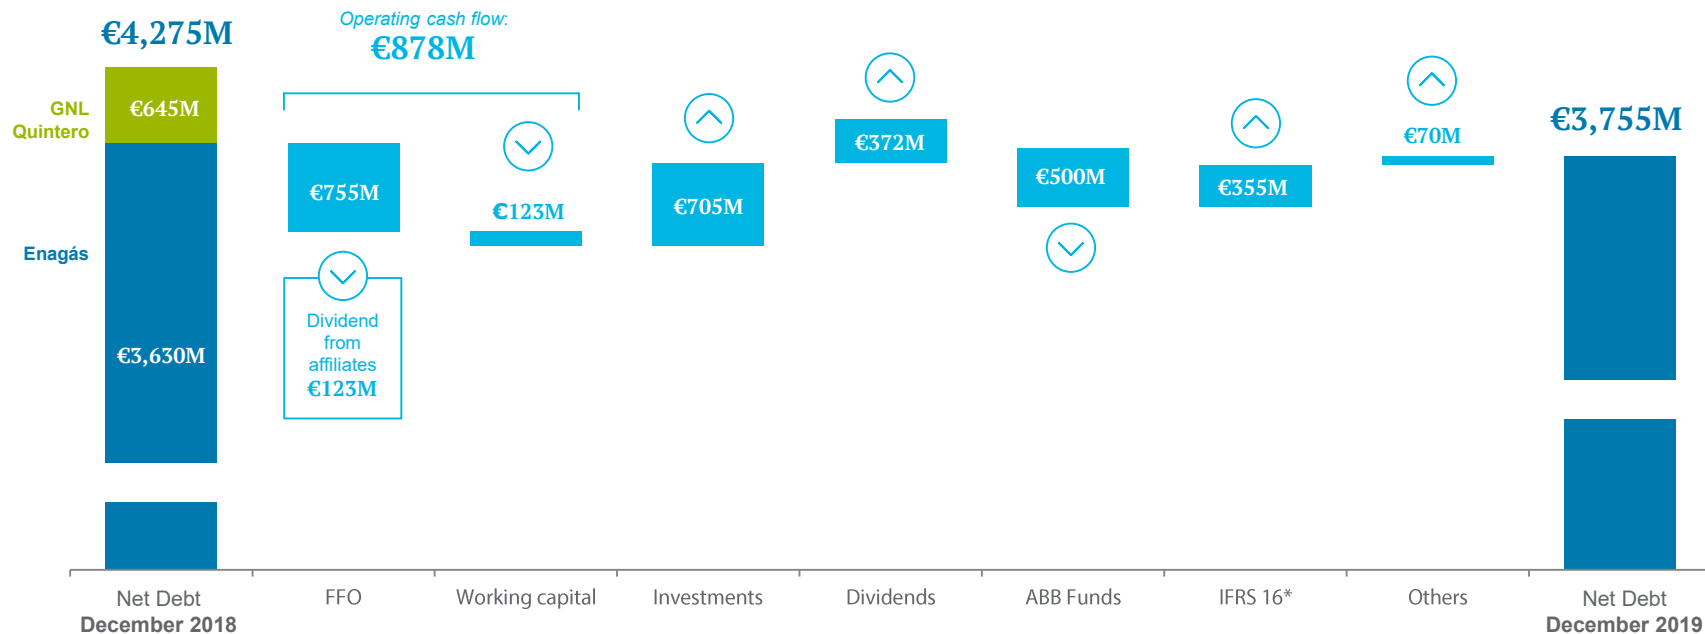 €4,275M
Operating cash flow:
€878M
GNL
Quintero
€645M
Enagás
€3,630M
€755M
Dividend
from
affiliates
€123M
€123M
€705M
€372M
€500M
€355M
€70M
€3,755M
Net Debt
December 2018
FFO
Working capital
Investments
Dividends
ABB Funds
IFRS 16*
Others
Net Debt
December 2019